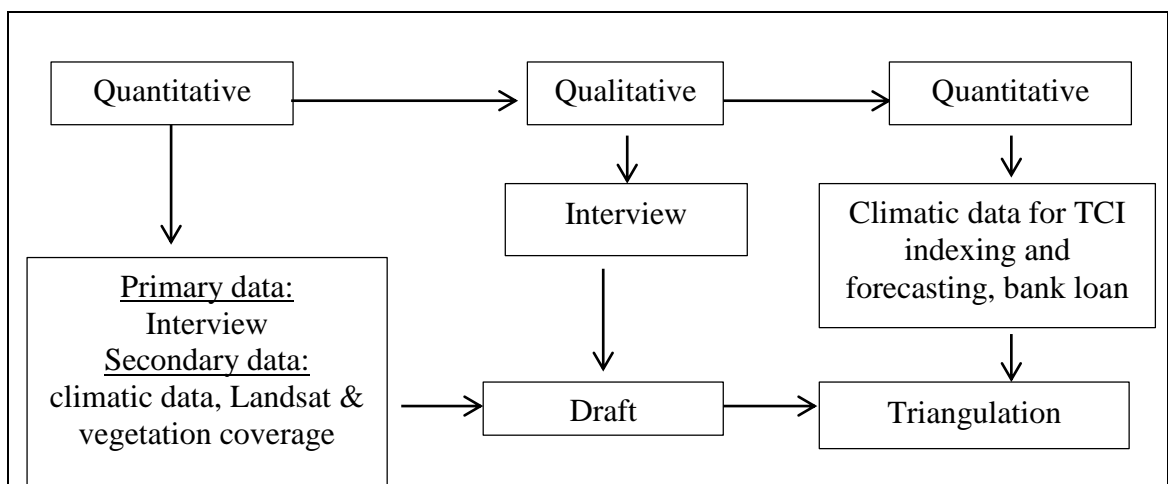 Quantitative
Qualitative
Quantitative
Interview
Climatic data for TCI
indexing and
forecasting, bank loan
Primary data:
Interview
Secondary data:
climatic data, Landsat &
vegetation coverage
Draft
Triangulation